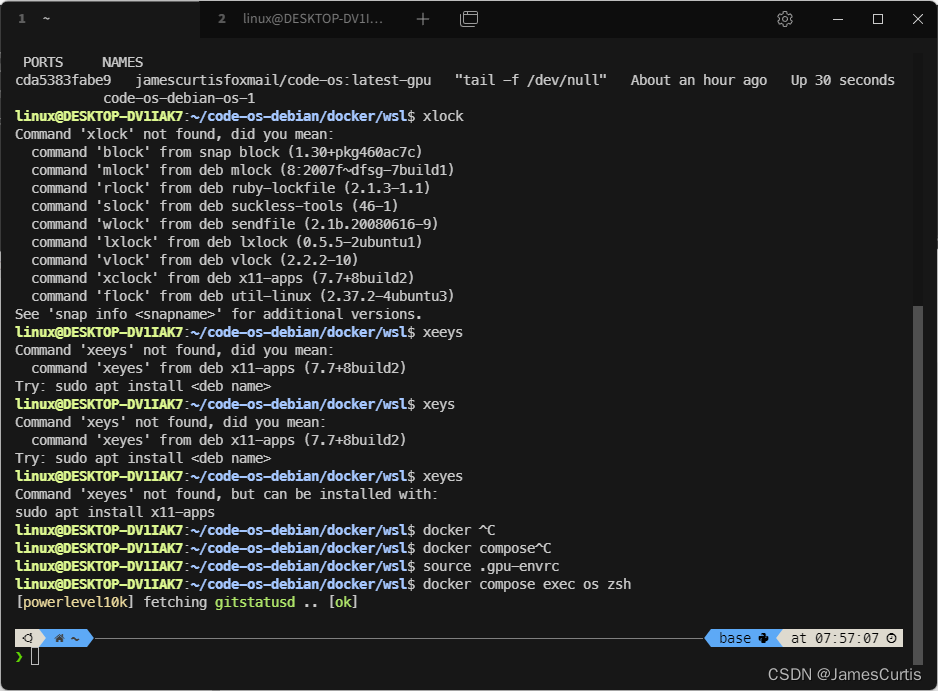 1 ~ 2 linux@DESKTOP-DV1I...
PORTS NAMES
cda5383fabe9 jamescurtisfoxmail/code-os:latest-gpu "tail -f /dev/null" About an hour ago Up 30 seconds
code-os-debian-os-1
linux@DESKTOP-DV1IAK7:~/code-os-debian/docker/wsl$ xlock
Command 'xlock' not found, did you mean:
command 'block' from snap block (1.30+pkg460ac7c)
command 'mlock' from deb mlock (8:2007f~dfsg-7build1)
command 'rlock' from deb ruby-lockfile (2.1.3-1.1)
command 'slock' from deb suckless-tools (46-1)
command 'wlock' from deb sendfile (2.1b.20080616-9)
command 'lxlock' from deb lxlock (0.5.5-2ubuntu1)
command 'vlock' from deb vlock (2.2.2-10)
command 'xclock' from deb x11-apps (7.7+8build2)
command 'flock' from deb util-linux (2.37.2-4ubuntu3)
See 'snap info <snapname>' for additional versions.
linux@DESKTOP-DV1IAK7:~/code-os-debian/docker/wsl$ xeeys
Command 'xeeys' not found, did you mean:
command 'xeyes' from deb x11-apps (7.7+8build2)
Try: sudo apt install <deb name>
linux@DESKTOP-DV1IAK7:~/code-os-debian/docker/wsl$ xeys
Command 'xeys' not found, did you mean:
command 'xeyes' from deb x11-apps (7.7+8build2)
Try: sudo apt install <deb name>
linux@DESKTOP-DV1IAK7:~/code-os-debian/docker/wsl$ xeyes
Command 'xeyes' not found, but can be installed with:
sudo apt install x11-apps
linux@DESKTOP-DV1IAK7:~/code-os-debian/docker/wsl$ docker ^C
linux@DESKTOP-DV1IAK7:~/code-os-debian/docker/wsl$ docker compose^C
linux@DESKTOP-DV1IAK7:~/code-os-debian/docker/wsl$ source .gpu-envrc
linux@DESKTOP-DV1IAK7:~/code-os-debian/docker/wsl$ docker compose exec os zsh
[powerlevel10k] fetching gitstatusd .. [ok]
~ base at 07:57:07
❯
CSDN @JamesCurtis